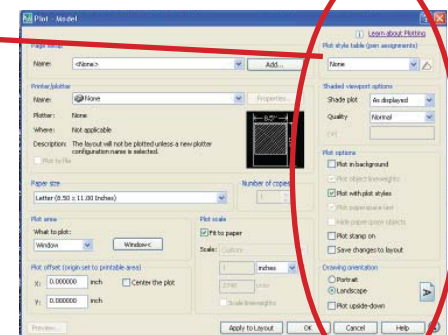 Plot - Model
Learn about Plotting
Page setup
Name: <None> Add...
Plot style table (pen assignments)
None
Printer/plotter
Name: None Properties...
Plotter: None
Where: Not applicable
Description: The layout will not be plotted unless a new plotter configuration name is selected.
Plot to file
8.5"
Shaded viewport options
Shade plot As displayed
Quality Normal
Paper size
Letter (8.50 x 11.00 Inches)
Number of copies
1
Plot options
Plot in background
Plot object lineweights
Plot with plot styles
Plot paperspace last
Hide paperspace objects
Plot stamp on
Save changes to layout
Plot area
What to plot:
Window Window<
Plot scale
Fit to paper
Scale: Custom
1 inches
units
Scale lineweights
Plot offset (origin set to printable area)
X: 0.000000 inch Center the plot
Y: 0.000000 inch
Drawing orientation
Portrait
Landscape
Plot upside-down
A
Preview... Apply to Layout OK Cancel Help